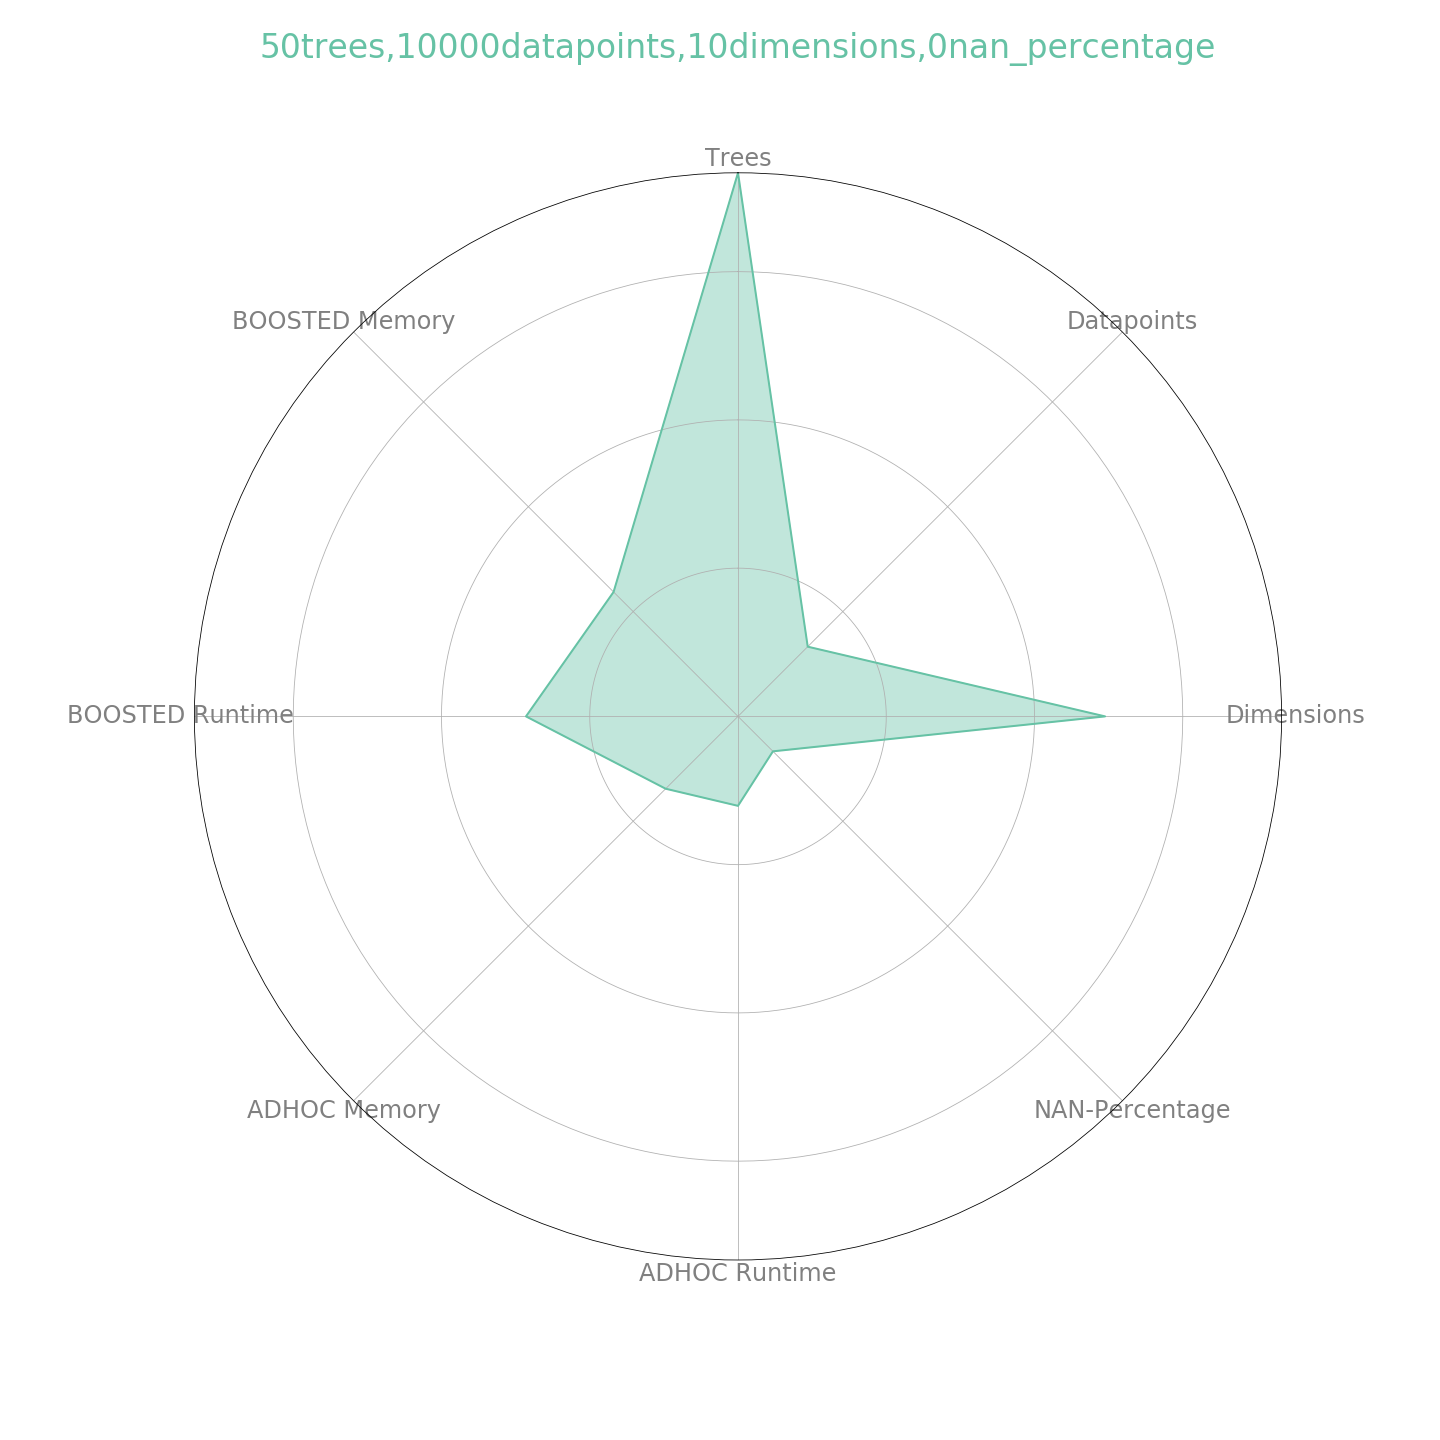 50trees,10000datapoints,10dimensions,0nan_percentage
Trees
BOOSTED Memory
Datapoints
BOOSTED Runtime
Dimensions
ADHOC Memory
NAN-Percentage
ADHOC Runtime